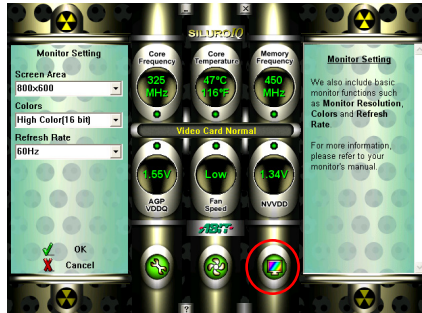 SILURO IQ
Monitor Setting
Screen Area
800x600
Colors
High Color(16 bit)
Refresh Rate
60Hz
OK
Cancel
Core
Frequency
325
MHz
Core
Temperature
47°C
116°F
Memory
Frequency
450
MHz
Video Card Normal
1.55V
AGP
VDDQ
Low
Fan
Speed
1.34V
NVVDD
ABIT
?
Monitor Setting
We also include basic
monitor functions such
as Monitor Resolution,
Colors and Refresh
Rate.
For more information,
please refer to your
monitor's manual.